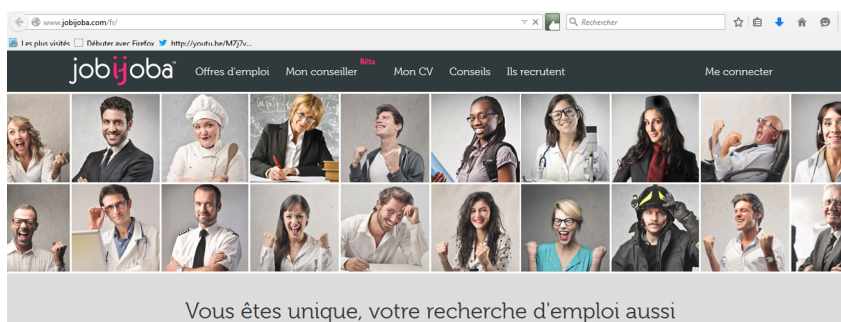 www.jobijoba.com/fr/
Rechercher
Les plus visités Débuter avec Firefox http://youtu.be/M7j7v...
jobijoba™ Offres d'emploi Mon conseiller Bêta Mon CV Conseils Ils recrutent Me connecter
Vous êtes unique, votre recherche d'emploi aussi